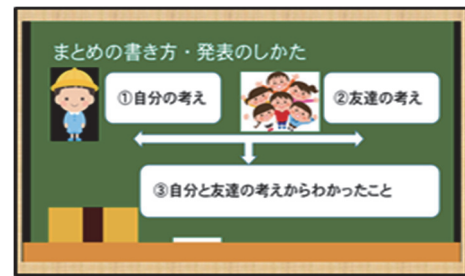 まとめの書き方・発表のしかた
①自分の考え
②友達の考え
③自分と友達の考えからわかったこと